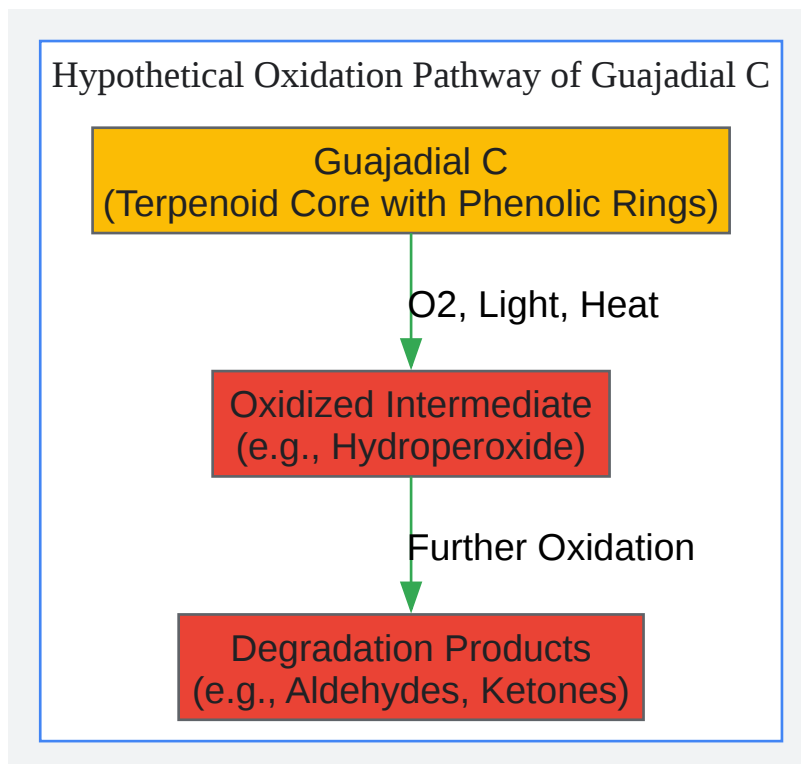 Hypothetical Oxidation Pathway of Guajadial C
Guajadial C
(Terpenoid Core with Phenolic Rings)
O2, Light, Heat
Oxidized Intermediate
(e.g., Hydroperoxide)
Further Oxidation
Degradation Products
(e.g., Aldehydes, Ketones)